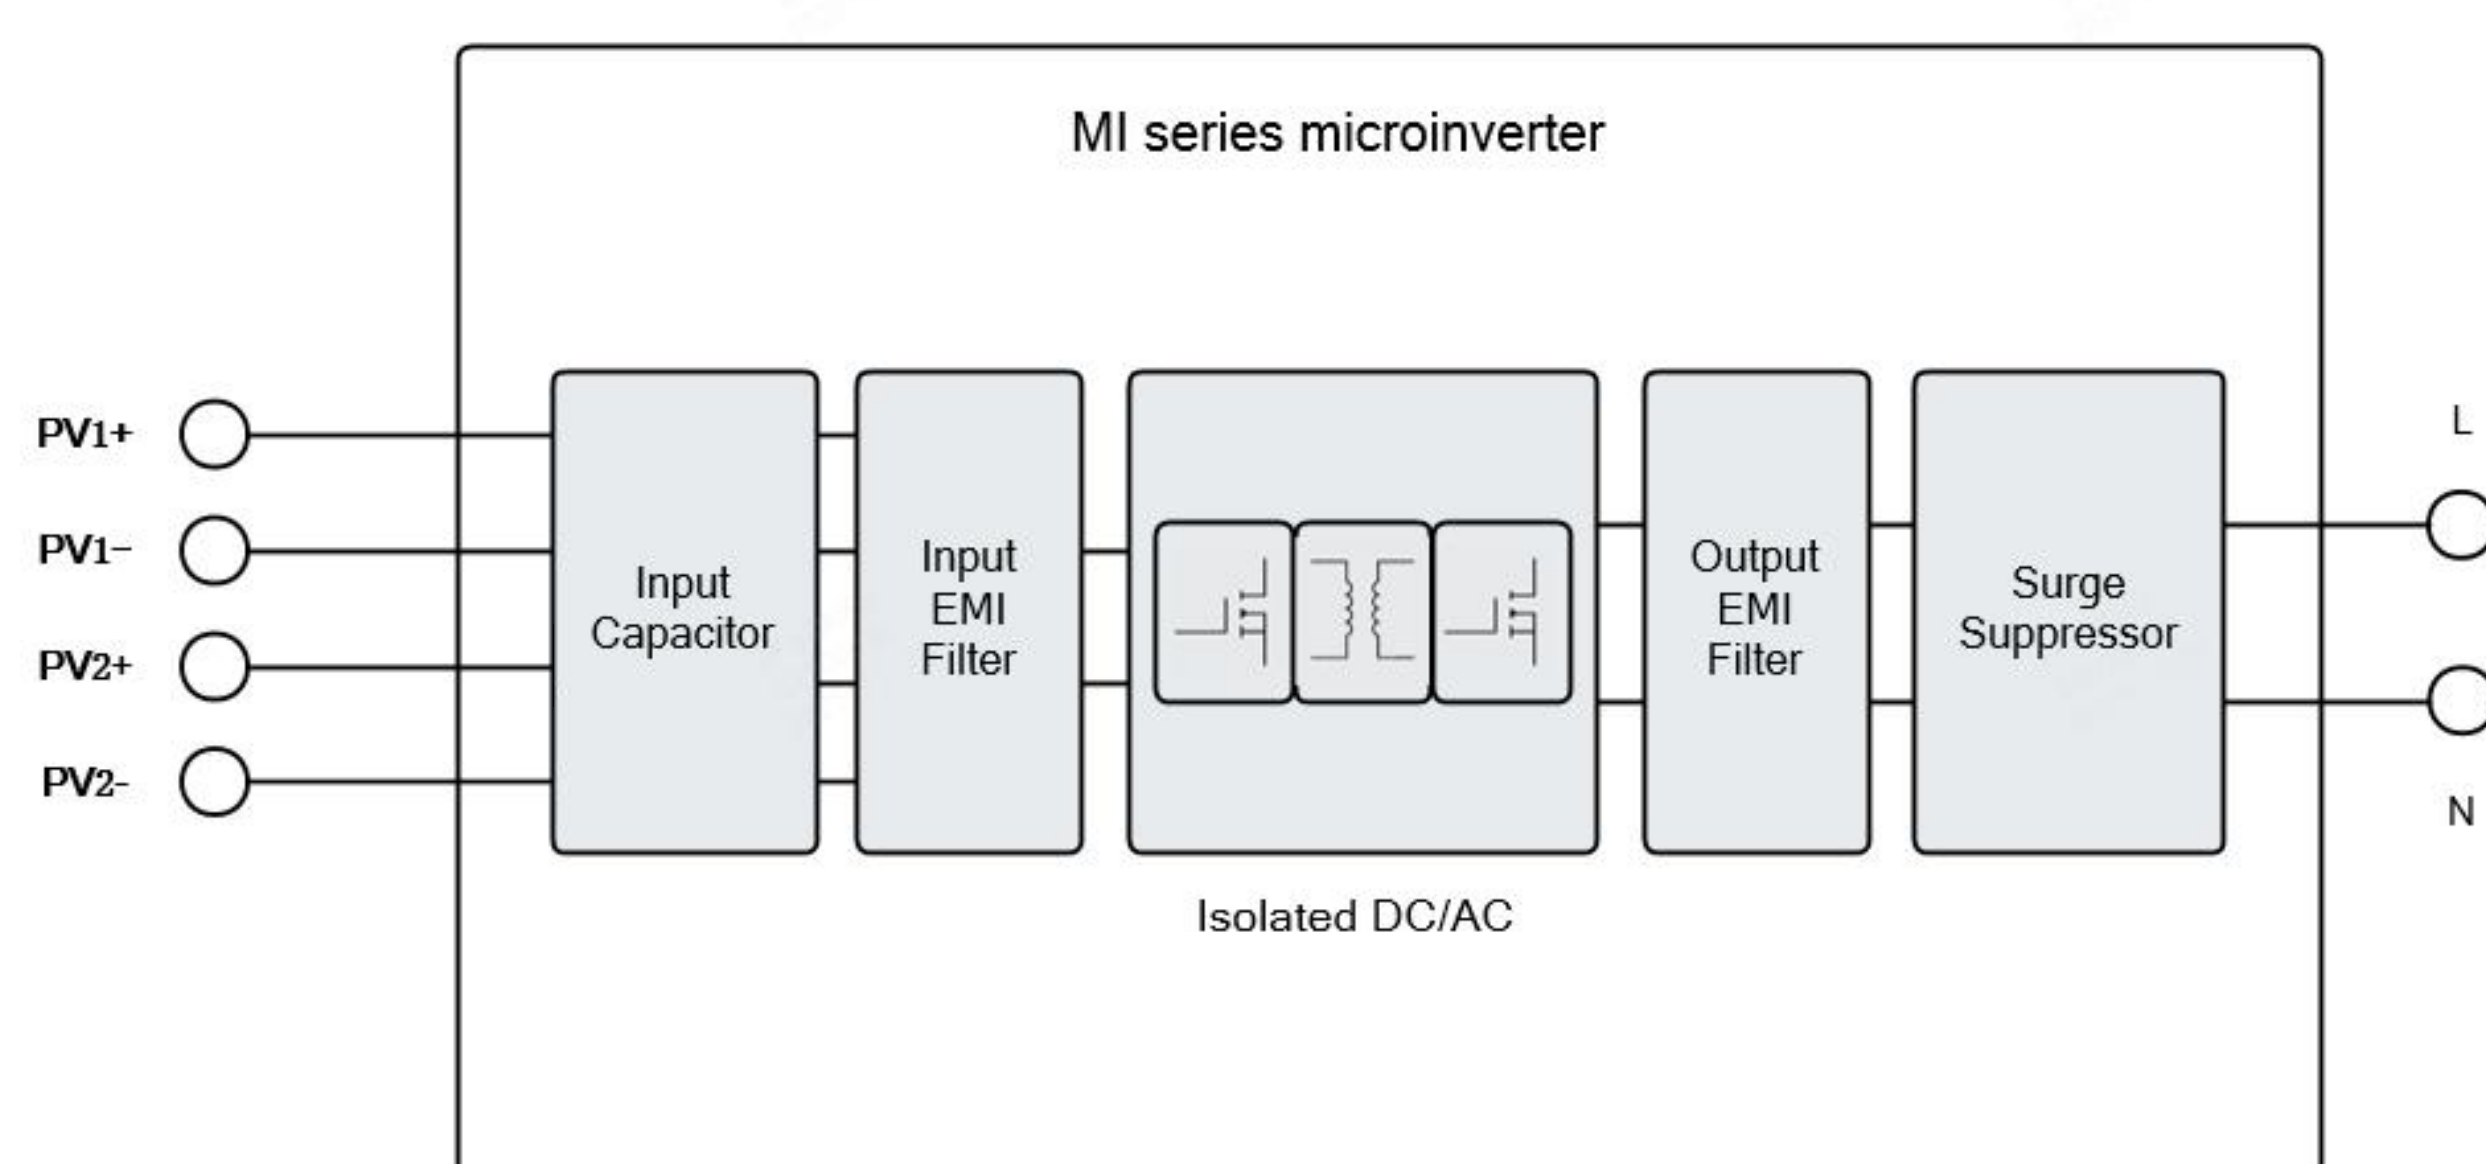 MI series microinverter
PV1+
PV1−
PV2+
PV2-
Input
Capacitor
Input
EMI
Filter
Isolated DC/AC
Output
EMI
Filter
Surge
Suppressor
L
N